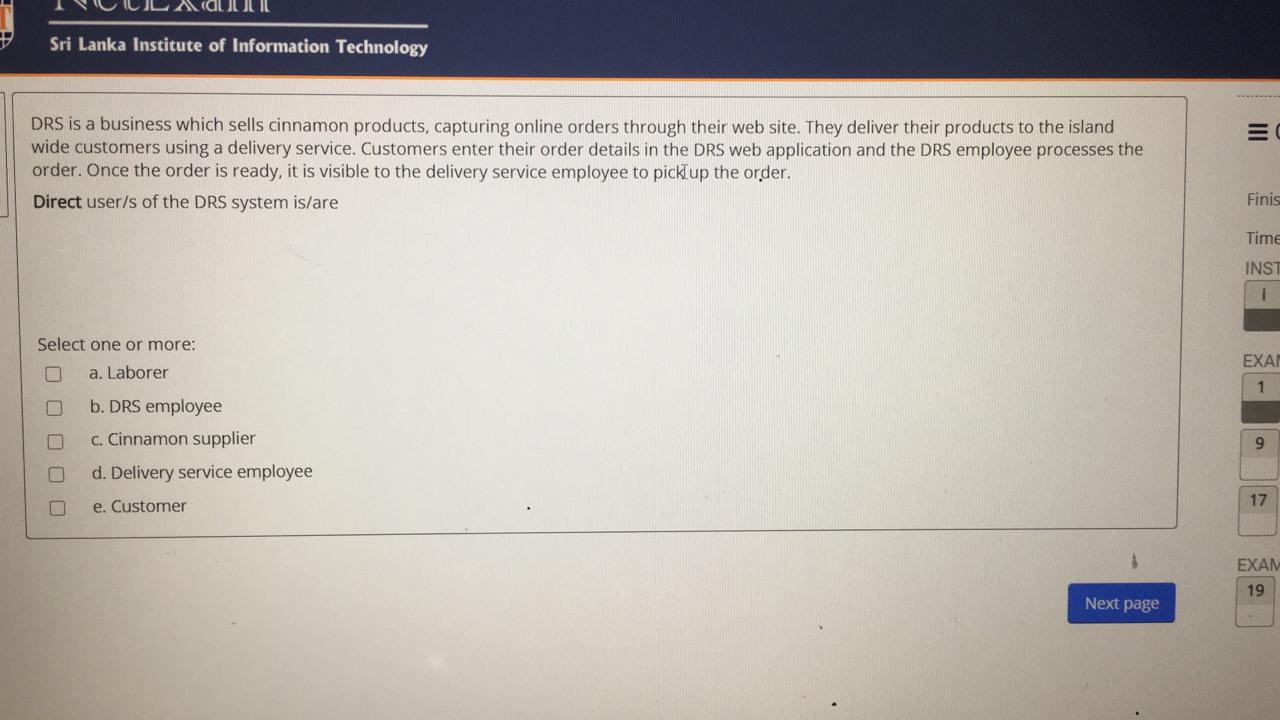 Sri Lanka Institute of Information Technology
DRS is a business which sells cinnamon products, capturing online orders through their web site. They deliver their products to the island
wide customers using a delivery service. Customers enter their order details in the DRS web application and the DRS employee processes the
order. Once the order is ready, it is visible to the delivery service employee to pick up the order.
Direct user/s of the DRS system is/are
Select one or more:
a. Laborer
b. DRS employee
c. Cinnamon supplier
d. Delivery service employee
e. Customer
Next page
Finis
Time
INST
i
EXAM
1
9
17
EXAM
19